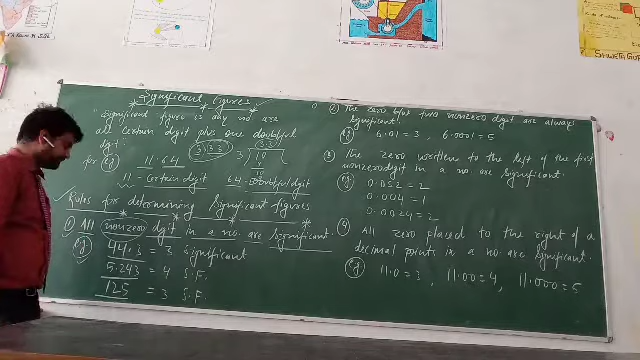 Significant figures
"Significant figure is any no are
all certain digit plus one doubtful
digit."
for eg 11.64
11 = Certain digit 64 = doubtful digit
3.33
3 10
Rules for determining Significant figures
① All nonzero digit in a no. are Significant.
eg 44.3 = 3 Significant
5.243 = 4 S.F.
125 = 3 S.F.
② The zero b/w two nonzero digit are always
significant.
eg 6.01 = 3, 6.0001 = 5
③ The zero written to the left of the first
nonzero digit in a no. are significant.
eg 0.052 = 2
0.004 = 1
0.0024 = 2
④ All zero placed to the right of a
decimal points in a no. are significant.
eg 11.0 = 3, 11.00 = 4, 11.000 = 5